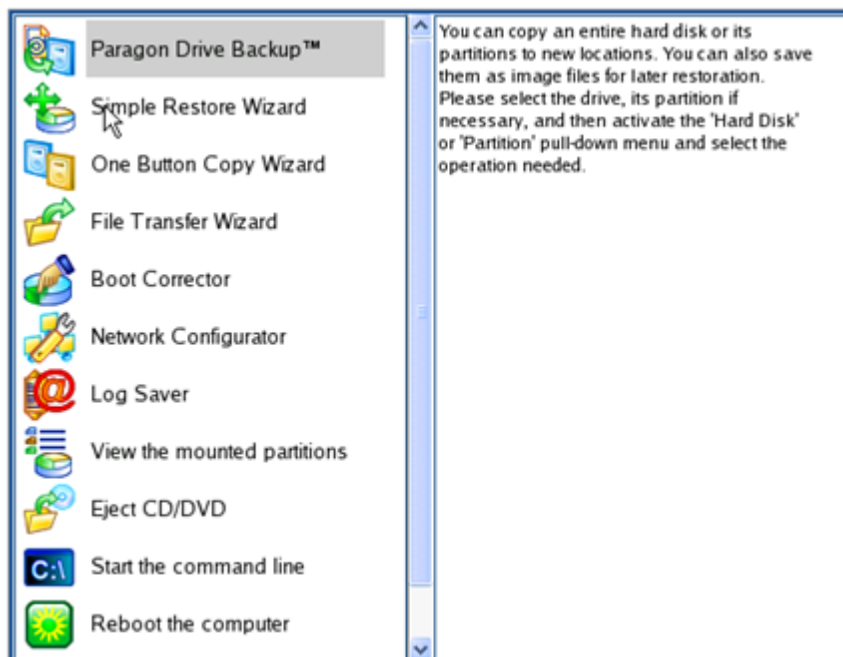 Paragon Drive Backup™
Simple Restore Wizard
One Button Copy Wizard
File Transfer Wizard
Boot Corrector
Network Configurator
Log Saver
View the mounted partitions
Eject CD/DVD
C:\
Start the command line
Reboot the computer
You can copy an entire hard disk or its
partitions to new locations. You can also save
them as image files for later restoration.
Please select the drive, its partition if
necessary, and then activate the 'Hard Disk'
or 'Partition' pull-down menu and select the
operation needed.